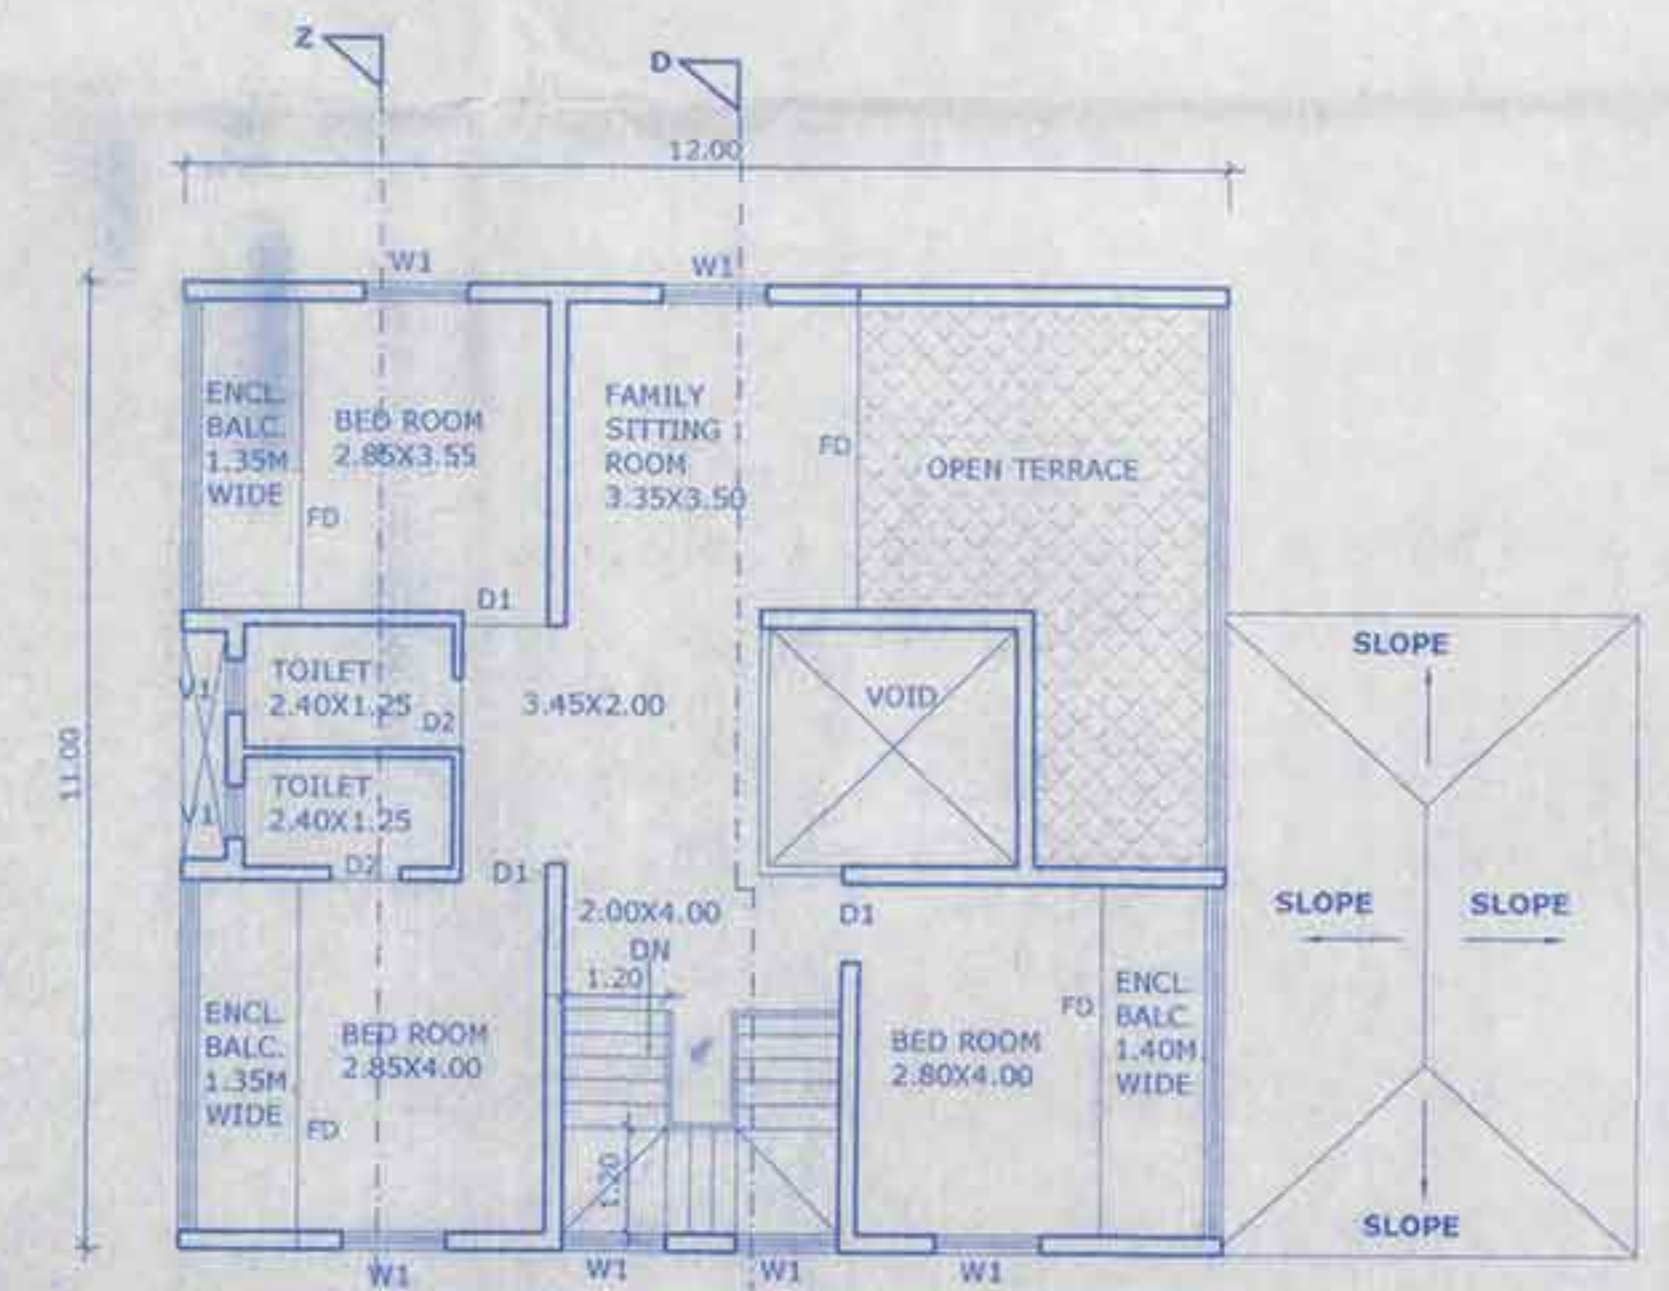 Z
D
12.00
W1
W1
ENCL.
BALC.
1.35M.
WIDE
BED ROOM
2.85X3.55
FD
FAMILY
SITTING
ROOM
3.35X3.50
FD
OPEN TERRACE
D1
TOILET
2.40X1.25
D2
V1
3.45X2.00
VOID
11.00
TOILET
2.40X1.25
V1
D2
D1
2.00X4.00
DN
1.20
D1
ENCL.
BALC.
1.35M.
WIDE
BED ROOM
2.85X4.00
FD
1.20
BED ROOM
2.80X4.00
FD
ENCL.
BALC.
1.40M.
WIDE
SLOPE
SLOPE
SLOPE
SLOPE
W1
W1
W1
W1